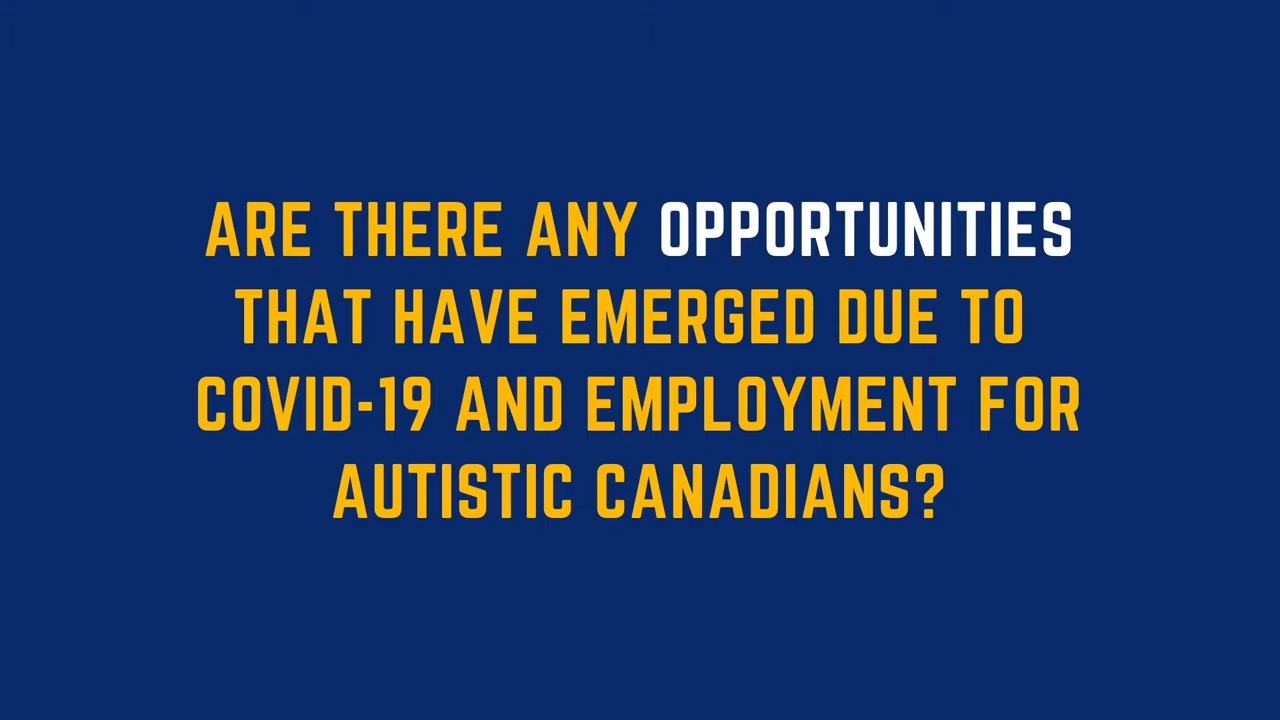 ARE THERE ANY OPPORTUNITIES
THAT HAVE EMERGED DUE TO
COVID-19 AND EMPLOYMENT FOR
AUTISTIC CANADIANS?